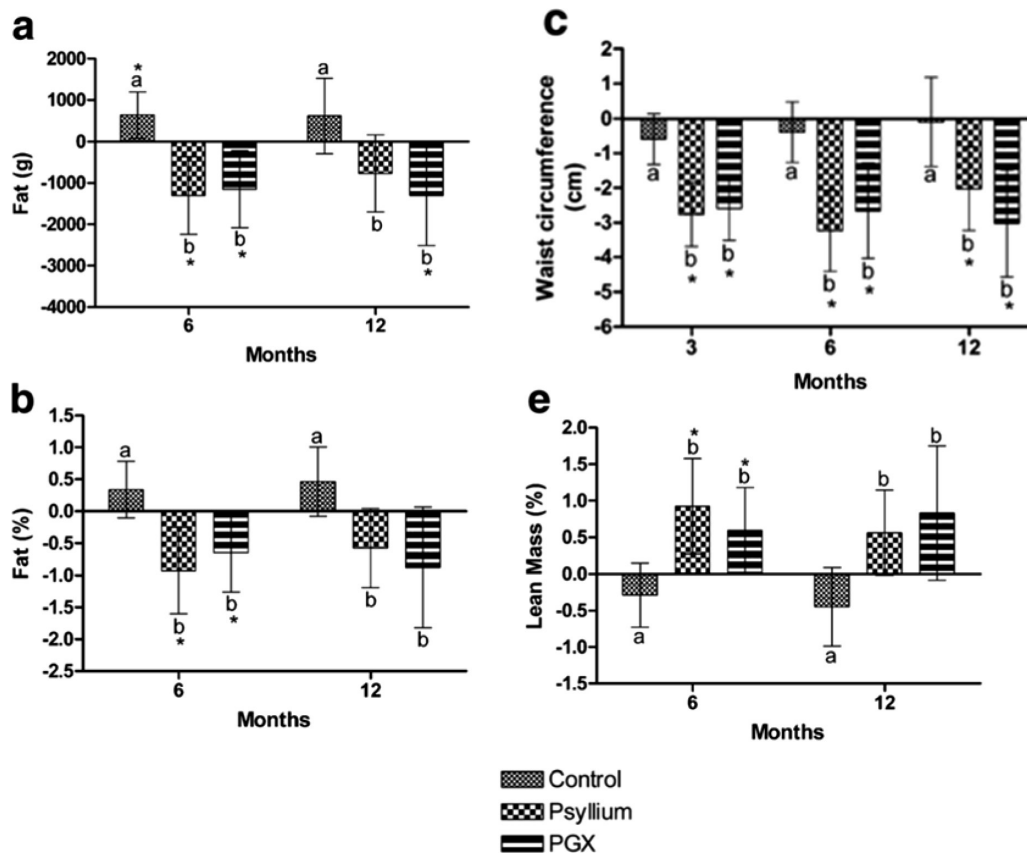 a
2000
1000
0
-1000
-2000
-3000
-4000
Fat (g)
*
a
b
*
b
*
a
b
b
*
6 12
Months
c
2
1
0
-1
-2
-3
-4
-5
-6
Waist circumference
(cm)
a
b
*
b
*
a
b
*
b
*
a
b
*
b
*
3 6 12
Months
b
1.5
1.0
0.5
0.0
-0.5
-1.0
-1.5
-2.0
-2.5
Fat (%)
a
b
*
b
*
a
b
b
6 12
Months
e
2.0
1.5
1.0
0.5
0.0
-0.5
-1.0
-1.5
Lean Mass (%)
a
*
b
*
b
a
b
b
6 12
Months
Control
Psyllium
PGX